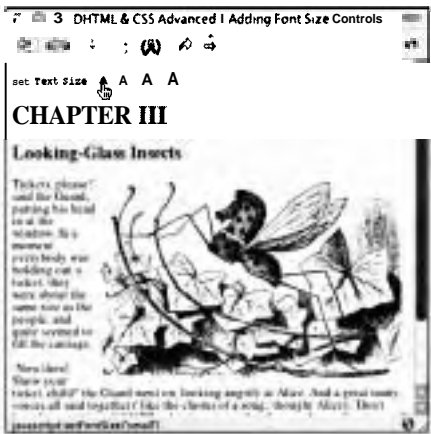 3 DHTML & CSS Advanced | Adding Font Size Controls
set Text Size A A A A
CHAPTER III
Looking-Glass Insects
Tickets, please!"
said the Guard,
putting his head
in at the
window. In a
moment
everybody was
holding out a
ticket: they
were about the
same size as the
people, and
quite seemed to
fill the carriage.
Now then!
Show your
ticket, child!" the Guard went on, looking angrily at Alice. And a great many
voices all said together ("like the chorus of a song," thought Alice), "Don't
javascript:setFontSize('small')